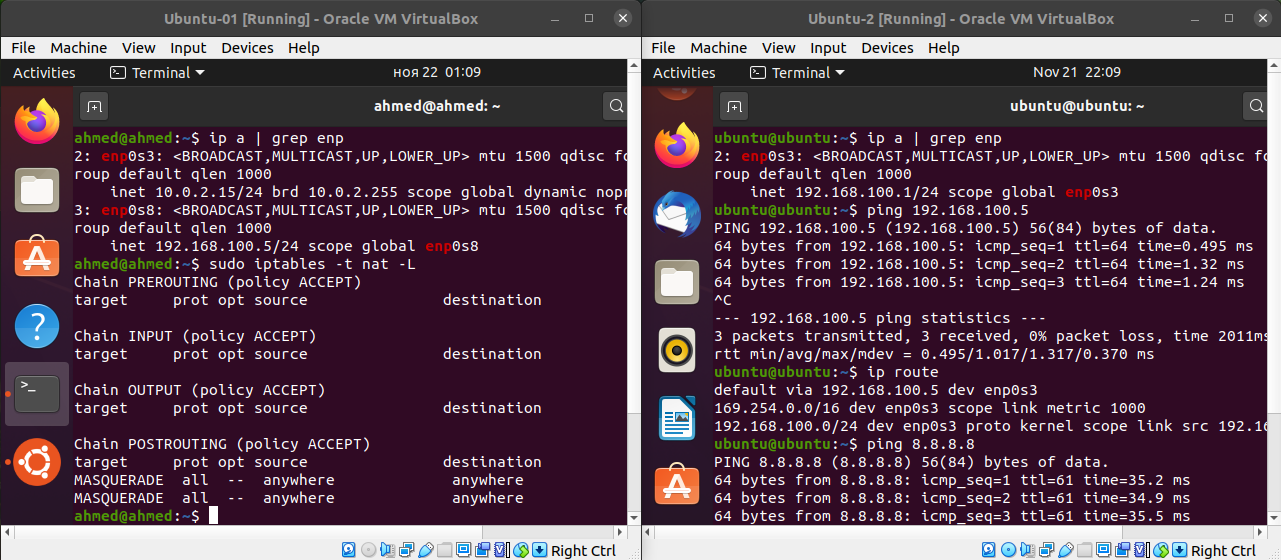 Ubuntu-01 [Running] - Oracle VM VirtualBox
File Machine View Input Devices Help
Activities Terminal ноя 22 01:09
ahmed@ahmed: ~
ahmed@ahmed:~$ ip a | grep enp
2: enp0s3: <BROADCAST,MULTICAST,UP,LOWER_UP> mtu 1500 qdisc
roup default qlen 1000
    inet 10.0.2.15/24 brd 10.0.2.255 scope global dynamic
3: enp0s8: <BROADCAST,MULTICAST,UP,LOWER_UP> mtu 1500 qdisc
roup default qlen 1000
    inet 192.168.100.5/24 scope global enp0s8
ahmed@ahmed:~$ sudo iptables -t nat -L
Chain PREROUTING (policy ACCEPT)
target     prot opt source               destination
Chain INPUT (policy ACCEPT)
target     prot opt source               destination
Chain OUTPUT (policy ACCEPT)
target     prot opt source               destination
Chain POSTROUTING (policy ACCEPT)
target     prot opt source               destination
MASQUERADE  all  --  anywhere             anywhere
MASQUERADE  all  --  anywhere             anywhere
ahmed@ahmed:~$
Right Ctrl
Ubuntu-2 [Running] - Oracle VM VirtualBox
File Machine View Input Devices Help
Activities Terminal Nov 21 22:09
ubuntu@ubuntu: ~
ubuntu@ubuntu:~$ ip a | grep enp
2: enp0s3: <BROADCAST,MULTICAST,UP,LOWER_UP> mtu 1500 qdisc
roup default qlen 1000
    inet 192.168.100.1/24 scope global enp0s3
ubuntu@ubuntu:~$ ping 192.168.100.5
PING 192.168.100.5 (192.168.100.5) 56(84) bytes of data.
64 bytes from 192.168.100.5: icmp_seq=1 ttl=64 time=0.495 ms
64 bytes from 192.168.100.5: icmp_seq=2 ttl=64 time=1.32 ms
64 bytes from 192.168.100.5: icmp_seq=3 ttl=64 time=1.24 ms
^C
--- 192.168.100.5 ping statistics ---
3 packets transmitted, 3 received, 0% packet loss, time 2011ms
rtt min/avg/max/mdev = 0.495/1.017/1.317/0.370 ms
ubuntu@ubuntu:~$ ip route
default via 192.168.100.5 dev enp0s3
169.254.0.0/16 dev enp0s3 scope link metric 1000
192.168.100.0/24 dev enp0s3 proto kernel scope link src 192.16
ubuntu@ubuntu:~$ ping 8.8.8.8
PING 8.8.8.8 (8.8.8.8) 56(84) bytes of data.
64 bytes from 8.8.8.8: icmp_seq=1 ttl=61 time=35.2 ms
64 bytes from 8.8.8.8: icmp_seq=2 ttl=61 time=34.9 ms
64 bytes from 8.8.8.8: icmp_seq=3 ttl=61 time=35.5 ms
Right Ctrl